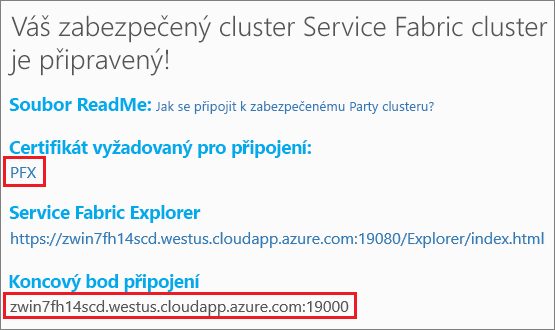 Váš zabezpečený cluster Service Fabric cluster
je připravený!
Soubor ReadMe: Jak se připojit k zabezpečenému Party clusteru?
Certifikát vyžadovaný pro připojení:
PFX
Service Fabric Explorer
https://zwin7fh14scd.westus.cloudapp.azure.com:19080/Explorer/index.html
Koncový bod připojení
zwin7fh14scd.westus.cloudapp.azure.com:19000